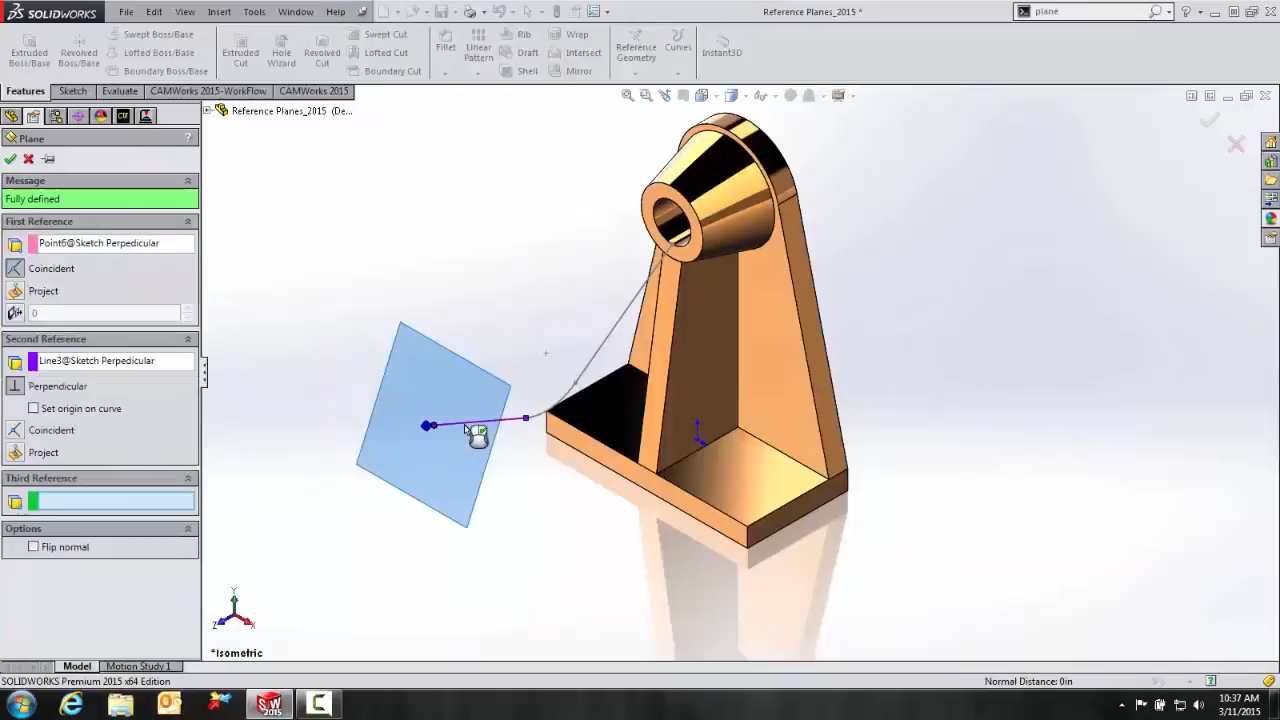 SOLIDWORKS File Edit View Insert Tools Window Help Reference Planes_2015 * plane
Extruded Boss/Base
Revolved Boss/Base
Swept Boss/Base
Lofted Boss/Base
Boundary Boss/Base
Extruded Cut
Hole Wizard
Revolved Cut
Swept Cut
Lofted Cut
Boundary Cut
Fillet
Linear Pattern
Rib
Draft
Shell
Wrap
Intersect
Mirror
Reference Geometry
Curves
Instant3D
Features Sketch Evaluate CAMWorks 2015-WorkFlow CAMWorks 2015
Reference Planes_2015 (De...
Plane ?
Message
Fully defined
First Reference
Point6@Sketch Perpedicular
Coincident
Project
0
Second Reference
Line3@Sketch Perpedicular
Perpendicular
Set origin on curve
Coincident
Project
Third Reference
Options
Flip normal
Y
Z
X
*Isometric
Model Motion Study 1
SOLIDWORKS Premium 2015 x64 Edition Normal Distance: 0in
10:37 AM
3/11/2015